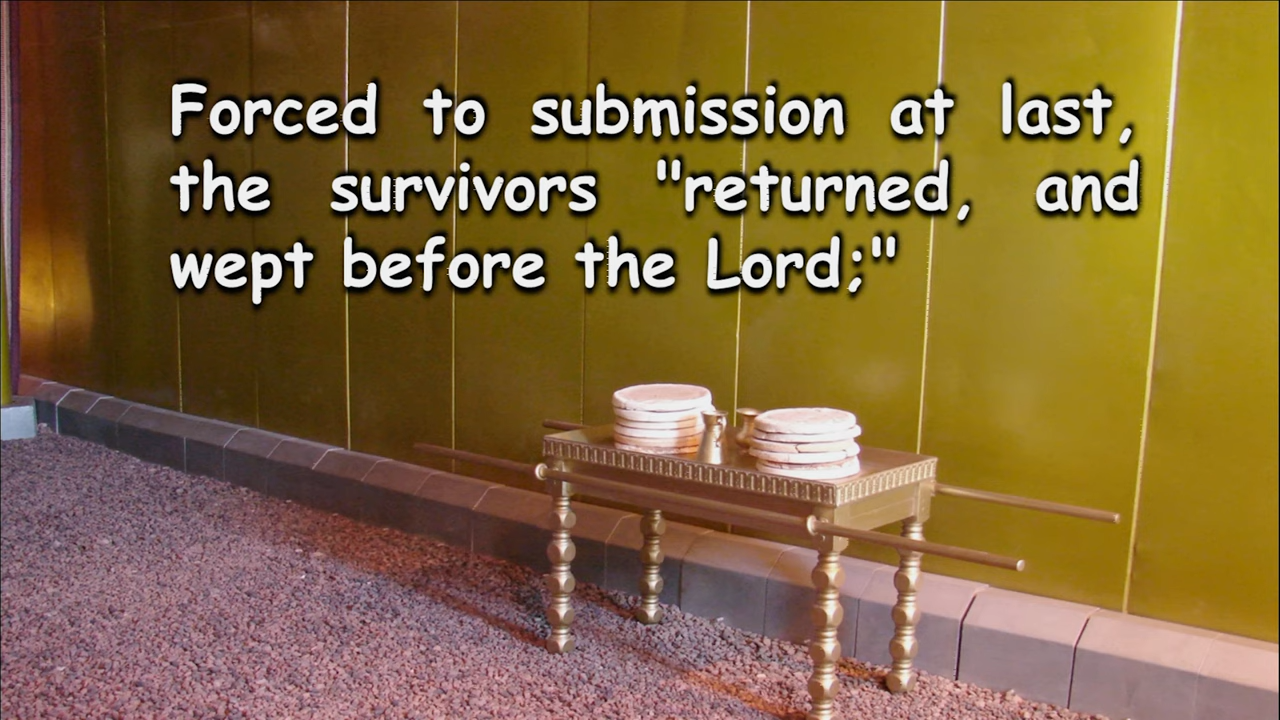 Forced to submission at last,
the survivors "returned, and
wept before the Lord;"